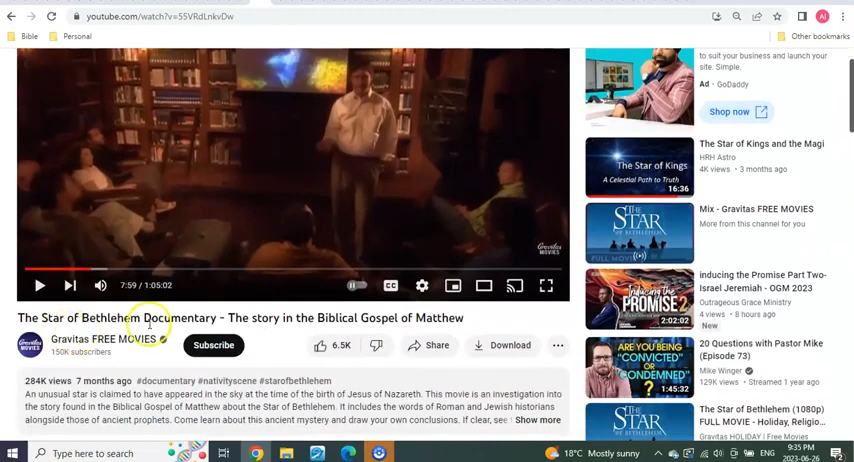 youtube.com/watch?v=55VRdLnkvDw
Bible
Personal
Other bookmarks
AI
GRAVITAS MOVIES
7:59 / 1:05:02
CC
The Star of Bethlehem Documentary - The story in the Biblical Gospel of Matthew
Gravitas FREE MOVIES
150K subscribers
Subscribe
6.5K
Share
Download
284K views 7 months ago #documentary #nativityscene #starofbethlehem
An unusual star is claimed to have appeared in the sky at the time of the birth of Jesus of Nazareth. This movie is an investigation into
the story found in the Biblical Gospel of Matthew about the Star of Bethlehem. It includes the words of Roman and Jewish historians
alongside those of ancient prophets. Come learn about this ancient mystery and draw your own conclusions. If clear, see Show more
to suit your business and launch your
site. Simple.
Ad · GoDaddy
Shop now
The Star of Kings
A Celestial Path to Truth
16:36
The Star of Kings and the Magi
HRH Astro
4K views • 3 months ago
THE STAR OF BETHLEHEM
FULL MOVIE
Mix - Gravitas FREE MOVIES
More from this channel for you
INDUCING THE PROMISE 2
2:02:02
inducing the Promise Part Two-
Israel Jeremiah - OGM 2023
Outrageous Grace Ministry
4 views • 8 hours ago
New
ARE YOU BEING
"CONVICTED"
or
CONDEMNED?
1:45:32
20 Questions with Pastor Mike
(Episode 73)
Mike Winger
129K views • Streamed 1 year ago
THE STAR
The Star of Bethlehem (1080p)
FULL MOVIE - Holiday, Religio...
Gravitas HOLIDAY | Free Movies
Type here to search
18°C Mostly sunny
ENG
9:35 PM
2023-06-26
2